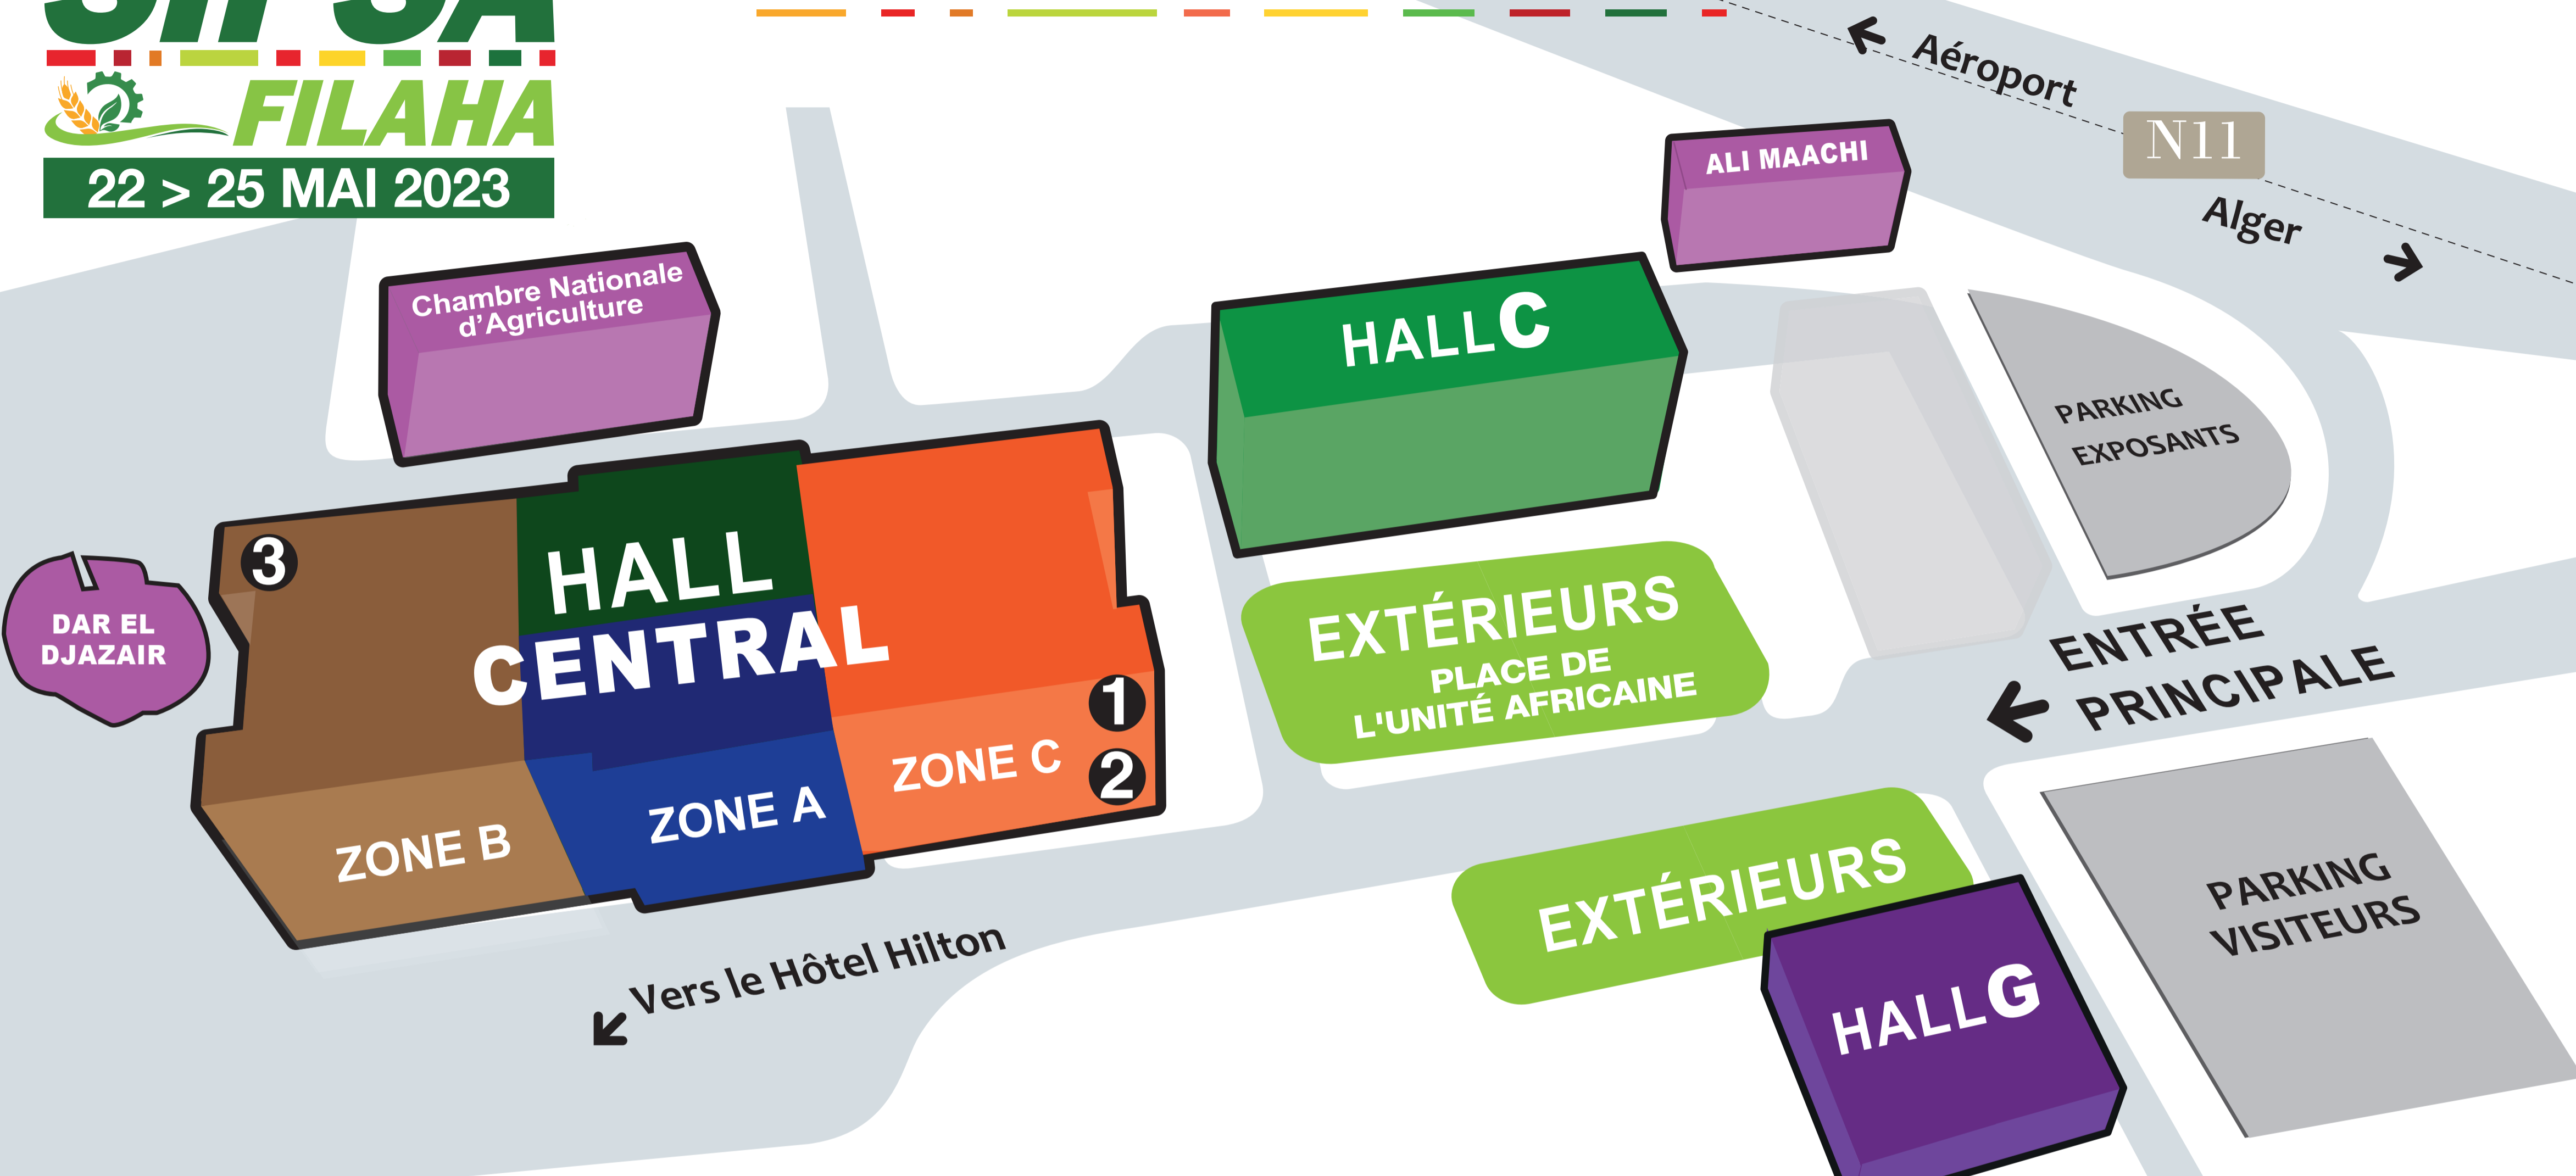 FILAHA
22 > 25 MAI 2023
Aéroport
N11
Alger
ALI MAACHI
Chambre Nationale
d’Agriculture
HALL C
PARKING
EXPOSANTS
3
HALL
CENTRAL
DAR EL
DJAZAIR
EXTÉRIEURS
PLACE DE
L'UNITÉ AFRICAINE
ENTRÉE
PRINCIPALE
1
2
ZONE C
ZONE A
ZONE B
EXTÉRIEURS
PARKING
VISITEURS
Vers le Hôtel Hilton
HALL G